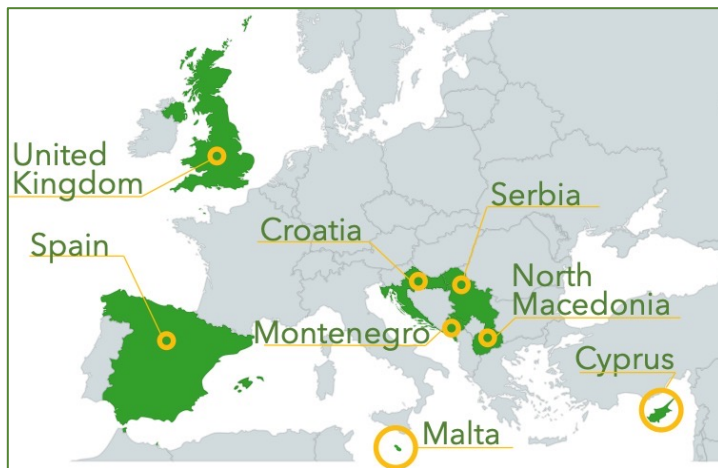 United
Kingdom
Spain
Croatia
Serbia
North
Macedonia
Montenegro
Cyprus
Malta